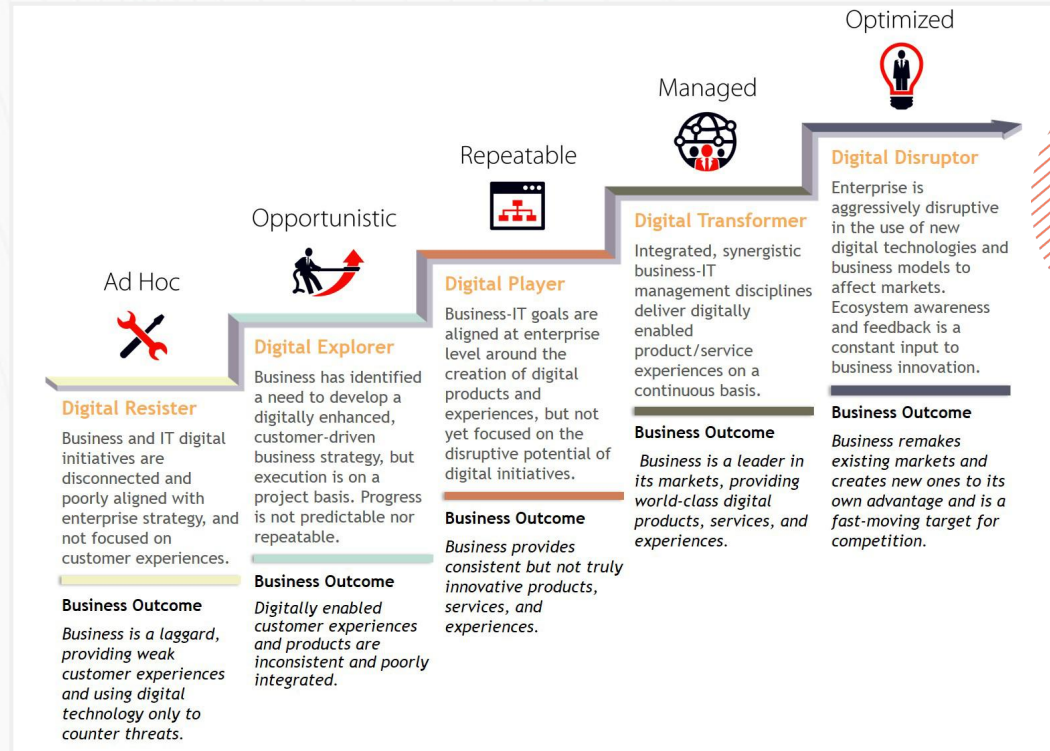 Ad Hoc
Digital Resister
Business and IT digital
initiatives are
disconnected and
poorly aligned with
enterprise strategy, and
not focused on
customer experiences.
Business Outcome
Business is a laggard,
providing weak
customer experiences
and using digital
technology only to
counter threats.
Opportunistic
Digital Explorer
Business has identified
a need to develop a
digitally enhanced,
customer-driven
business strategy, but
execution is on a
project basis. Progress
is not predictable nor
repeatable.
Business Outcome
Digitally enabled
customer experiences
and products are
inconsistent and poorly
integrated.
Repeatable
Digital Player
Business-IT goals are
aligned at enterprise
level around the
creation of digital
products and
experiences, but not
yet focused on the
disruptive potential of
digital initiatives.
Business Outcome
Business provides
consistent but not truly
innovative products,
services, and
experiences.
Managed
Digital Transformer
Integrated, synergistic
business-IT
management disciplines
deliver digitally
enabled
product/service
experiences on a
continuous basis.
Business Outcome
Business is a leader in
its markets, providing
world-class digital
products, services, and
experiences.
Optimized
Digital Disruptor
Enterprise is
aggressively disruptive
in the use of new
digital technologies and
business models to
affect markets.
Ecosystem awareness
and feedback is a
constant input to
business innovation.
Business Outcome
Business remakes
existing markets and
creates new ones to its
own advantage and is a
fast-moving target for
competition.